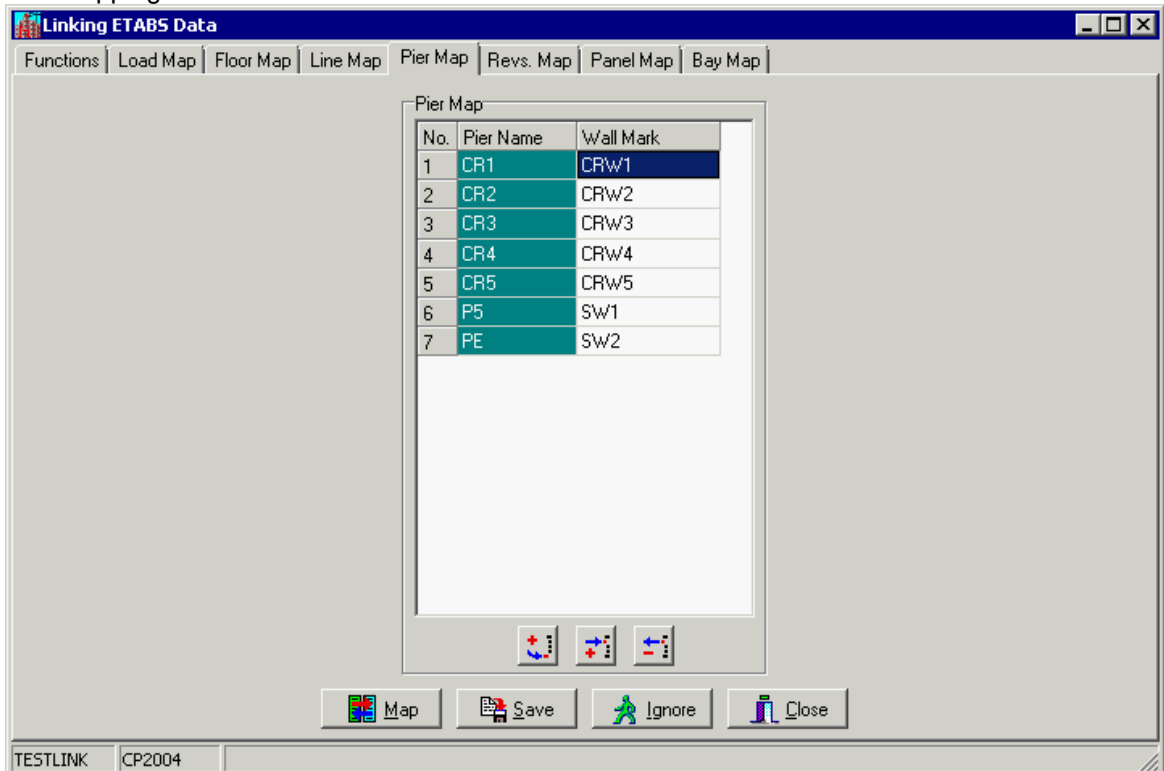 Linking ETABS Data
Functions Load Map Floor Map Line Map Pier Map Revs. Map Panel Map Bay Map
Pier Map
No. Pier Name Wall Mark
1 CR1 CRW1
2 CR2 CRW2
3 CR3 CRW3
4 CR4 CRW4
5 CR5 CRW5
6 P5 SW1
7 PE SW2
Map Save Ignore Close
TESTLINK CP2004